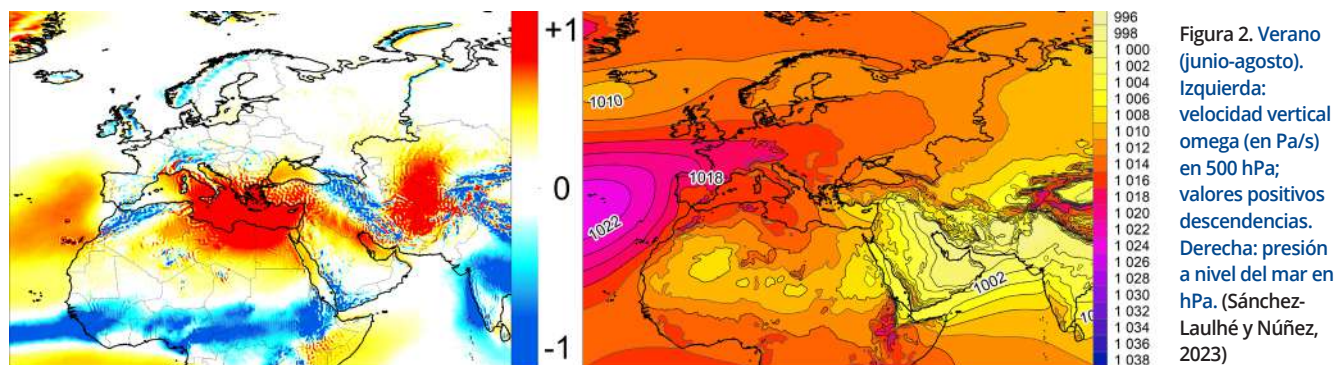 +1
0
-1
1010
1018
1022
1002
10
996
998
1 000
1 002
1 004
1 006
1 008
1 010
1 012
1 014
1 016
1 018
1 020
1 022
1 024
1 026
1 028
1 030
1 032
1 034
1 036
1 038
Figura 2. Verano
(junio-agosto).
Izquierda:
velocidad vertical
omega (en Pa/s)
en 500 hPa;
valores positivos
descendencias.
Derecha: presión
a nivel del mar en
hPa. (Sánchez-
Laulhé y Núñez,
2023)